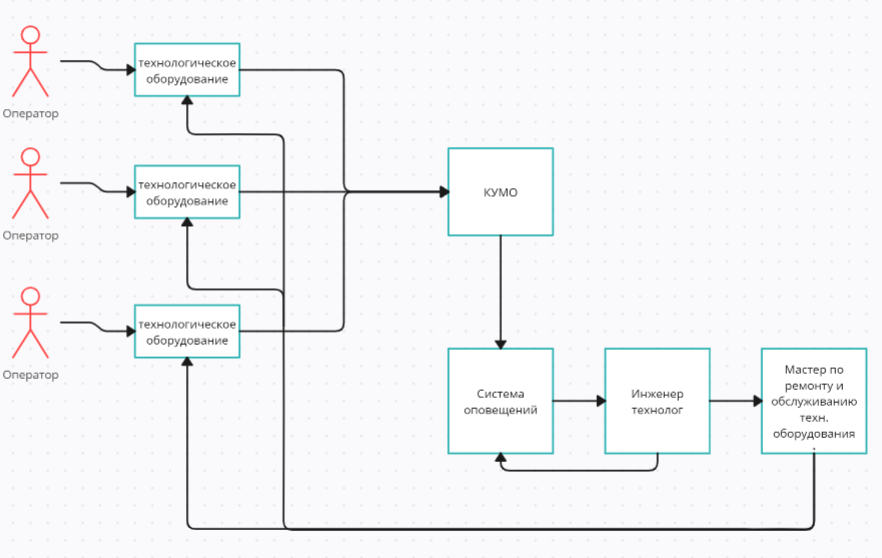 технологическое
оборудование
Оператор
технологическое
оборудование
КУМО
Оператор
технологическое
оборудование
Оператор
Система
оповещений
Инженер
технолог
Мастер по
ремонту и
обслуживанию
техн.
оборудования